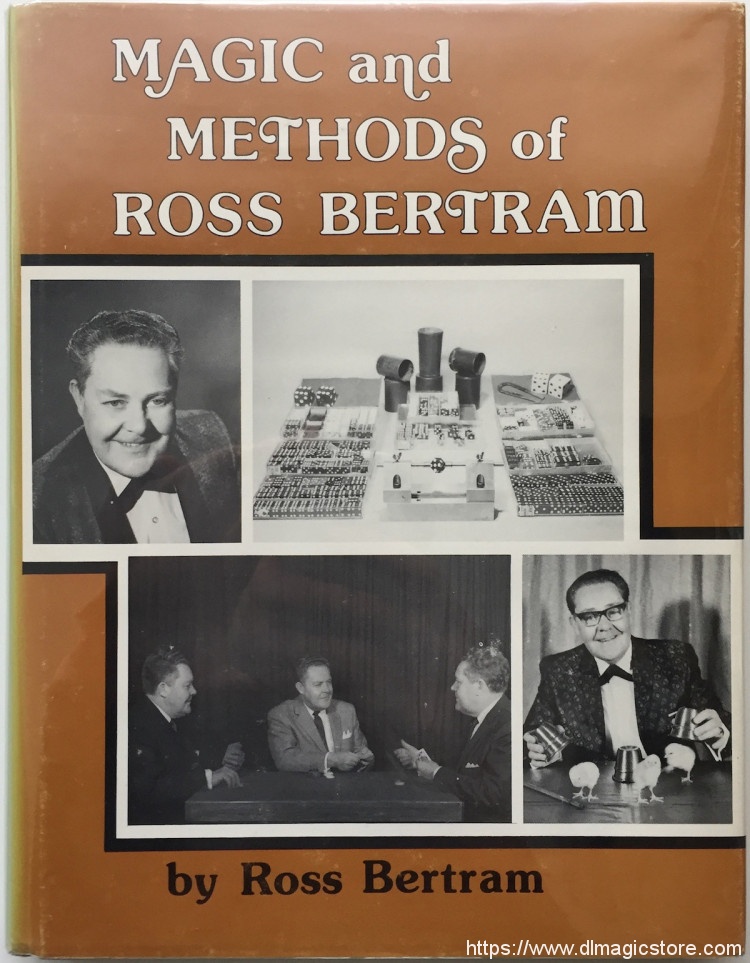 MAGIC and
METHODS of
ROSS BERTRAM
by Ross Bertram
https://www.dlmagicstore.com